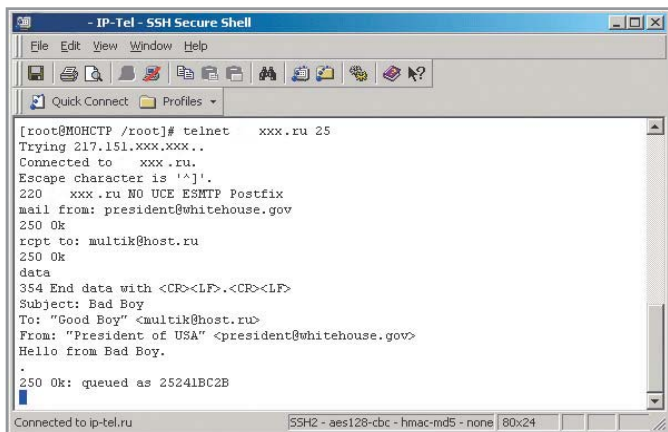 - IP-Tel - SSH Secure Shell
File Edit View Window Help
Quick Connect Profiles
[root@MOHCTP /root]# telnet xxx.ru 25
Trying 217.151.xxx.xxx..
Connected to xxx.ru.
Escape character is '^]'.
220 xxx.ru NO UCE ESMTP Postfix
mail from: president@whitehouse.gov
250 Ok
rcpt to: multik@host.ru
250 Ok
data
354 End data with <CR><LF>.<CR><LF>
Subject: Bad Boy
To: "Good Boy" <multik@host.ru>
From: "President of USA" <president@whitehouse.gov>
Hello from Bad Boy.
.
250 Ok: queued as 25241BC2B
Connected to ip-tel.ru SSH2 - aes128-cbc - hmac-md5 - none 80x24